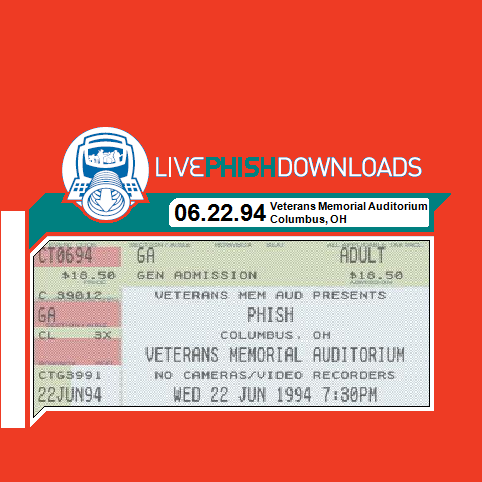 LIVEPHISHDOWNLOADS
06.22.94 Veterans Memorial Auditorium
Columbus, OH
CT0694 GA ADULT
$18.50 GEN ADMISSION $18.50
C 39012 VETERANS MEM AUD PRESENTS
GA PHISH
CL 3X COLUMBUS, OH
VETERANS MEMORIAL AUDITORIUM
CTG3991 NO CAMERAS/VIDEO RECORDERS
22JUN94 WED 22 JUN 1994 7:30PM